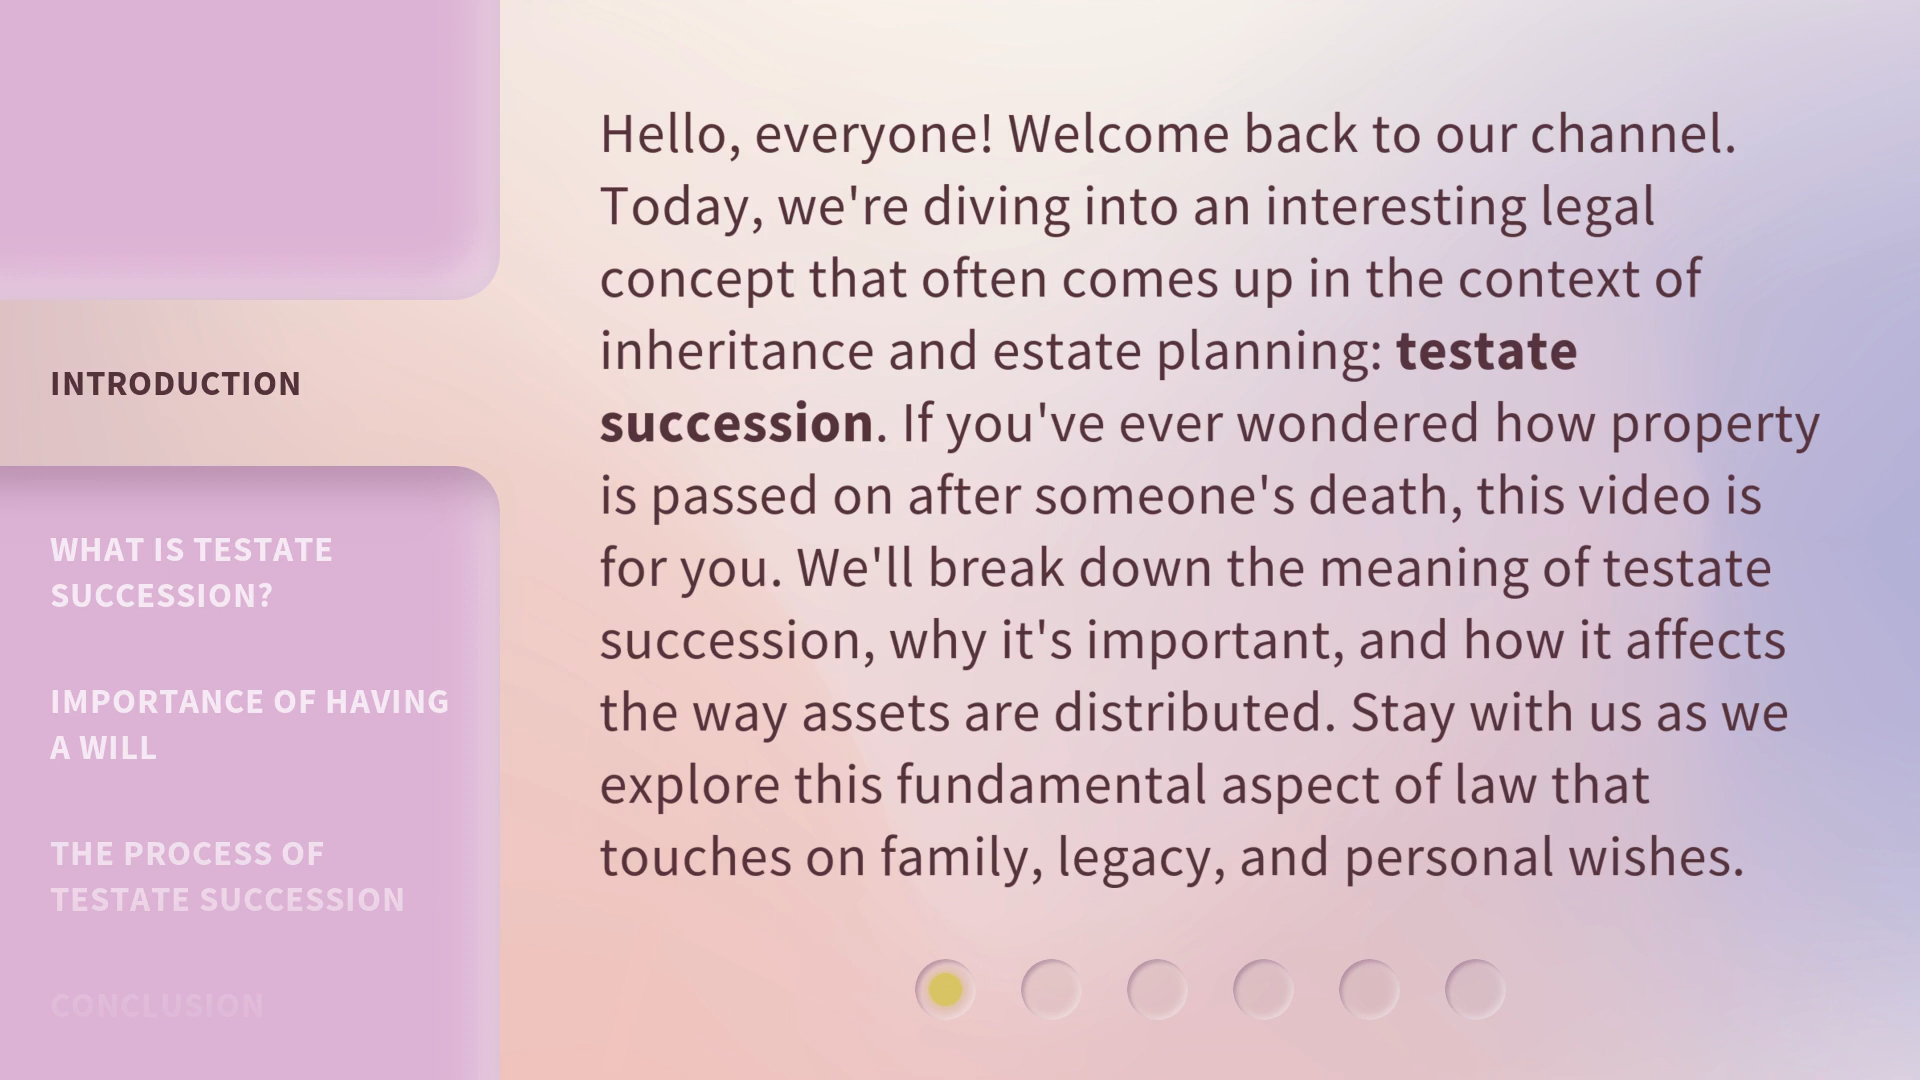 INTRODUCTION
WHAT IS TESTATE
SUCCESSION?
IMPORTANCE OF HAVING
A WILL
THE PROCESS OF
TESTATE SUCCESSION
CONCLUSION
Hello, everyone! Welcome back to our channel.
Today, we're diving into an interesting legal
concept that often comes up in the context of
inheritance and estate planning: testate
succession. If you've ever wondered how property
is passed on after someone's death, this video is
for you. We'll break down the meaning of testate
succession, why it's important, and how it affects
the way assets are distributed. Stay with us as we
explore this fundamental aspect of law that
touches on family, legacy, and personal wishes.